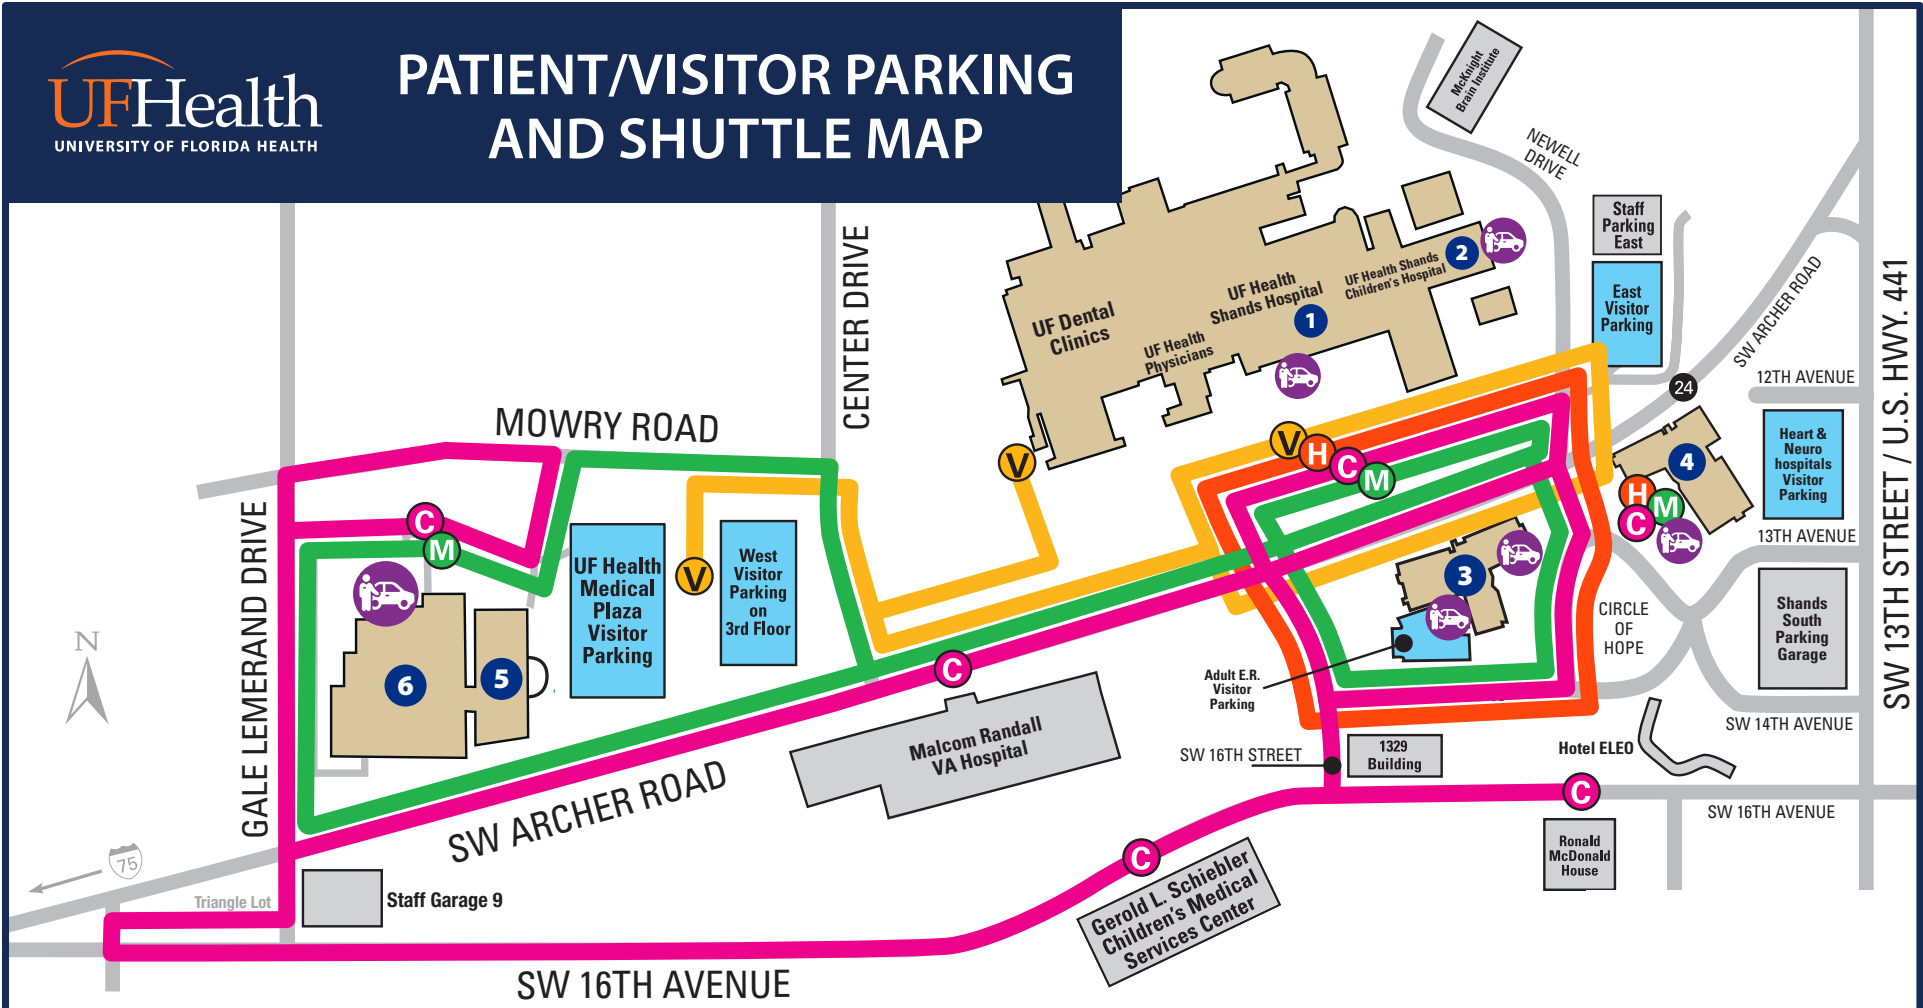 UFHealth
UNIVERSITY OF FLORIDA HEALTH
PATIENT/VISITOR PARKING
AND SHUTTLE MAP
McKnight
Brain Institute
NEWELL
DRIVE
Staff
Parking
East
East
Visitor
Parking
SW ARCHER ROAD
SW 13TH STREET / U.S. HWY. 441
24
12TH AVENUE
Heart &
Neuro
hospitals
Visitor
Parking
13TH AVENUE
Shands
South
Parking
Garage
SW 14TH AVENUE
CENTER DRIVE
UF Dental
Clinics
UF Health
Physicians
UF Health
Shands Hospital
1
UF Health Shands
Children's Hospital
2
V
V
H
C
M
4
H
M
C
3
CIRCLE
OF
HOPE
Adult E.R.
Visitor
Parking
MOWRY ROAD
GALE LEMERAND DRIVE
C
M
UF Health
Medical
Plaza
Visitor
Parking
V
West
Visitor
Parking
on
3rd Floor
6
5
N
C
Malcom Randall
VA Hospital
SW ARCHER ROAD
SW 16TH STREET
1329
Building
Hotel ELEO
C
SW 16TH AVENUE
Ronald
McDonald
House
C
Gerold L. Schiebler
Children's Medical
Services Center
75
Triangle Lot
Staff Garage 9
SW 16TH AVENUE